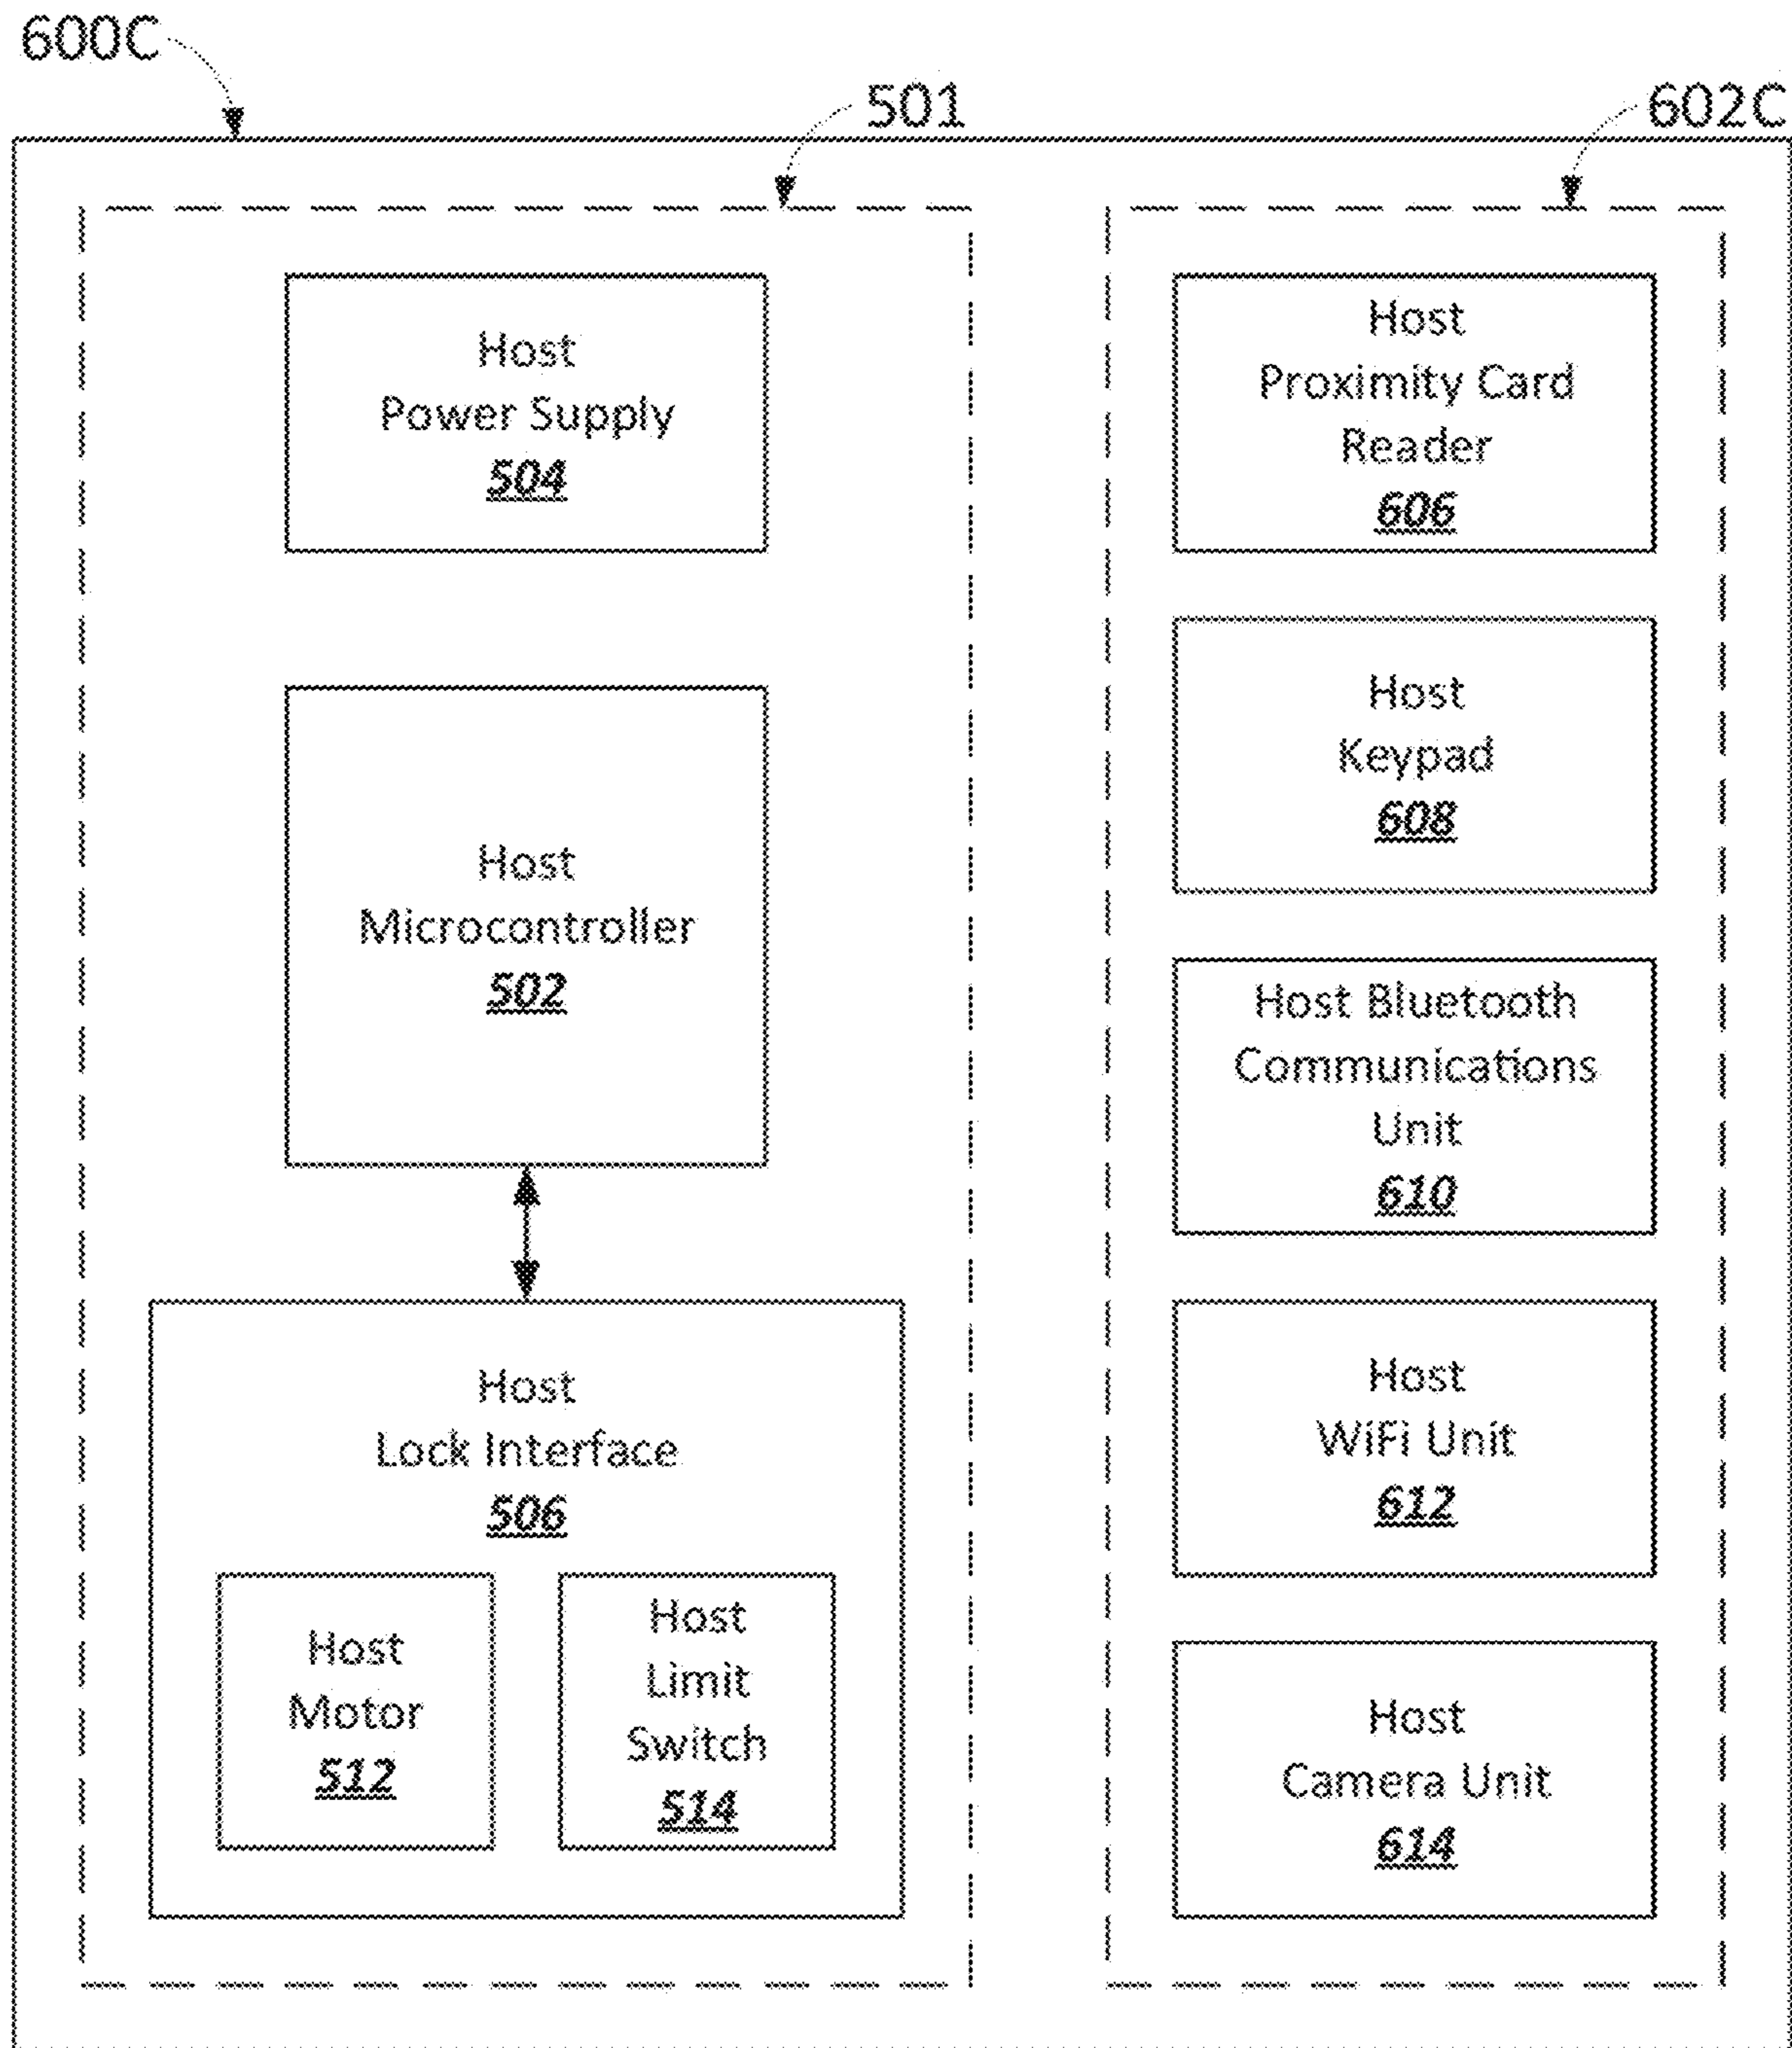 600C
501
602C
Host
Power Supply
504
Host
Microcontroller
502
Host
Lock Interface
506
Host
Motor
512
Host
Limit
Switch
514
Host
Proximity Card
Reader
606
Host
Keypad
608
Host Bluetooth
Communications
Unit
610
Host
WiFi Unit
612
Host
Camera Unit
614